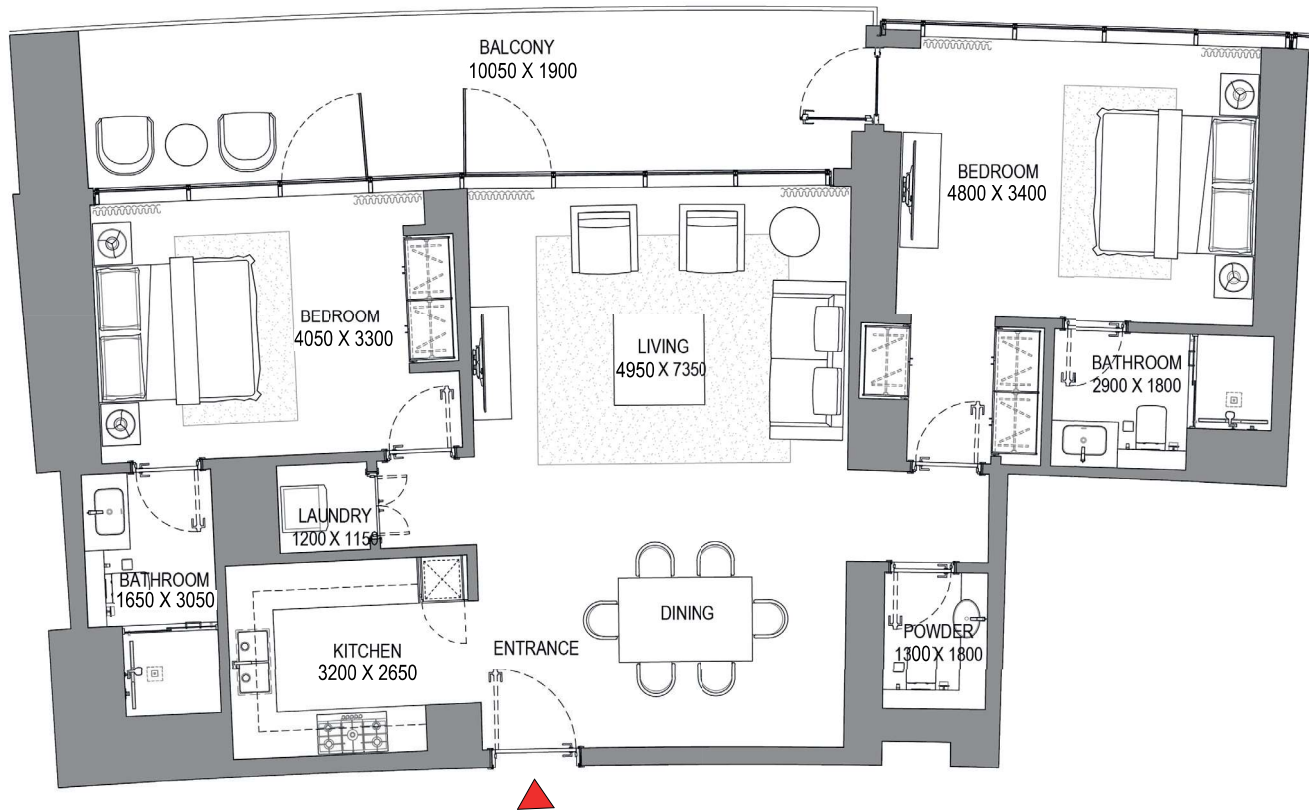 BALCONY
10050 X 1900
BEDROOM
4800 X 3400
BEDROOM
4050 X 3300
LIVING
4950 X 7350
BATHROOM
2900 X 1800
LAUNDRY
1200 X 1150
BATHROOM
1650 X 3050
DINING
KITCHEN
3200 X 2650
ENTRANCE
POWDER
1300 X 1800